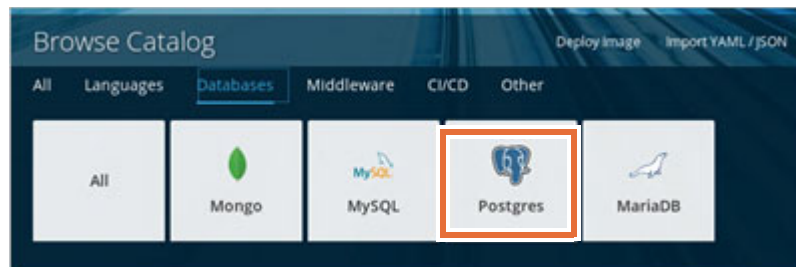 Browse Catalog
Deploy Image Import YAML / JSON
All Languages Databases Middleware CI/CD Other
All
MySQL
Mongo MySQL Postgres MariaDB